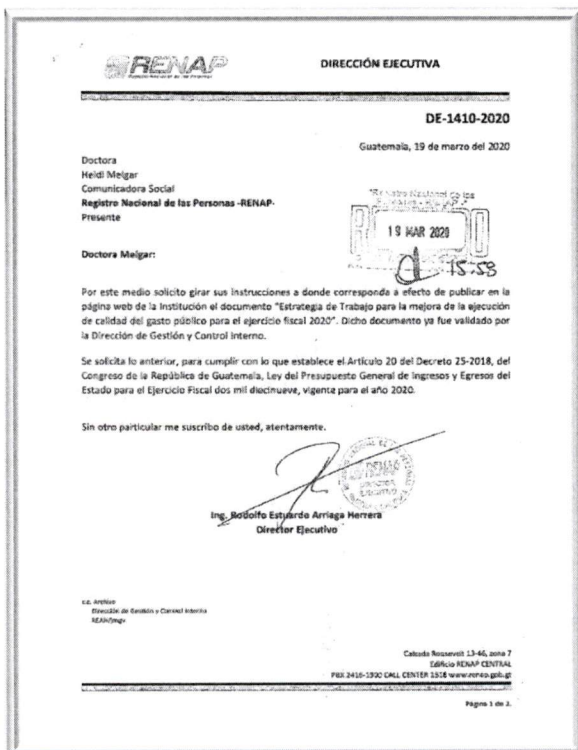 RENAP
DIRECCIÓN EJECUTIVA
DE-1410-2020
Guatemala, 19 de marzo del 2020
Doctora
Heidi Melgar
Comunicadora Social
Registro Nacional de las Personas -RENAP-
Presente
Registro Nacional de las
19 MAR 2020
15:59
Doctora Melgar:
Por este medio solicito girar sus instrucciones a donde corresponda a efecto de publicar en la
página web de la Institución el documento "Estrategia de Trabajo para la mejora de la ejecución
de calidad del gasto público para el ejercicio fiscal 2020". Dicho documento ya fue validado por
la Dirección de Gestión y Control Interno.
Se solicita lo anterior, para cumplir con lo que establece el Artículo 20 del Decreto 25-2018, del
Congreso de la República de Guatemala, Ley del Presupuesto General de Ingresos y Egresos del
Estado para el Ejercicio Fiscal dos mil diecinueve, vigente para el año 2020.
Sin otro particular me suscribo de usted, atentamente.
RENAP
Ing. Rodolfo Estuardo Arriaga Herrera
Director Ejecutivo
c.c. Archivo
Dirección de Gestión y Control Interno
Calzada Roosevelt 13-46, zona 7
Edificio RENAP CENTRAL
PBX 2416-1900 CALL CENTER 1518 www.renap.gob.gt
Página 1 de 2.